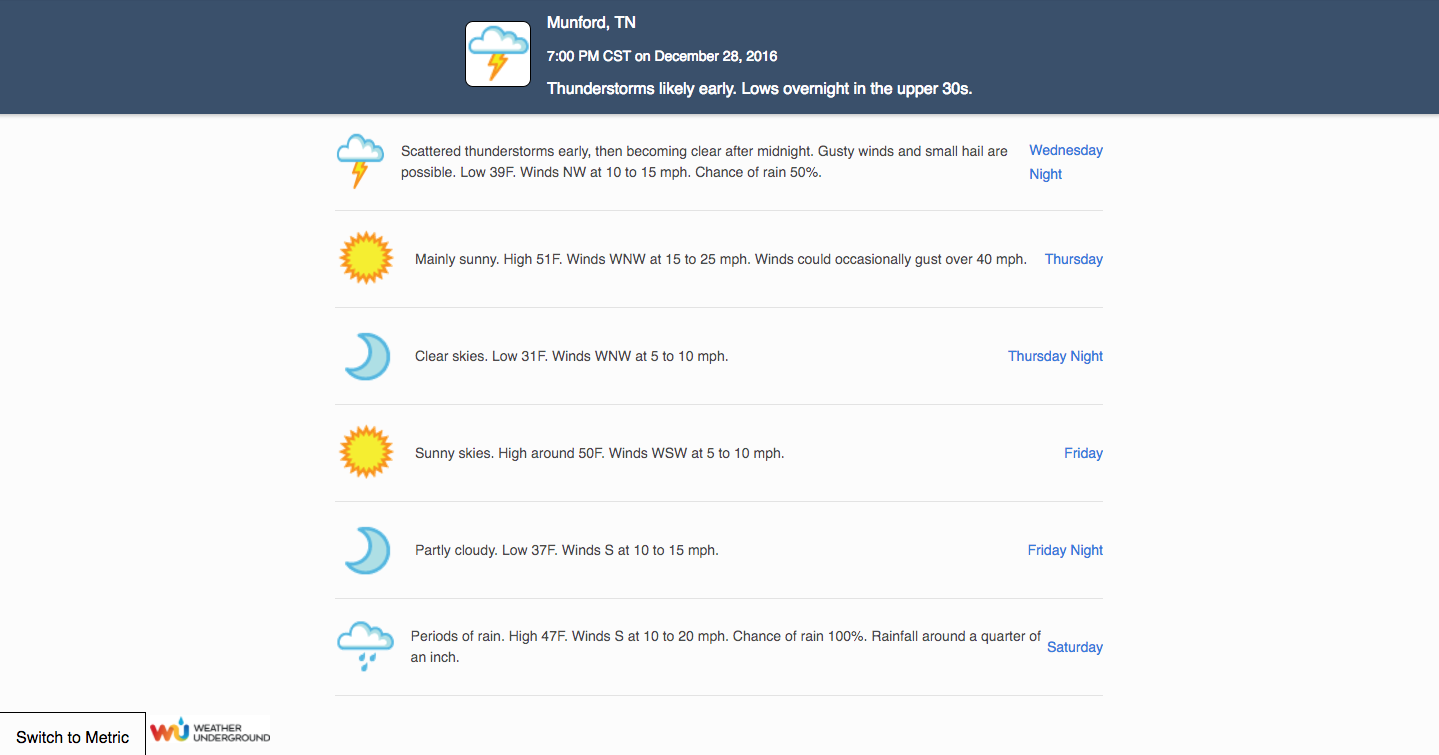 Munford, TN
7:00 PM CST on December 28, 2016
Thunderstorms likely early. Lows overnight in the upper 30s.
Scattered thunderstorms early, then becoming clear after midnight. Gusty winds and small hail are
possible. Low 39F. Winds NW at 10 to 15 mph. Chance of rain 50%.
Wednesday
Night
Mainly sunny. High 51F. Winds WNW at 15 to 25 mph. Winds could occasionally gust over 40 mph.
Thursday
Clear skies. Low 31F. Winds WNW at 5 to 10 mph.
Thursday Night
Sunny skies. High around 50F. Winds WSW at 5 to 10 mph.
Friday
Partly cloudy. Low 37F. Winds S at 10 to 15 mph.
Friday Night
Periods of rain. High 47F. Winds S at 10 to 20 mph. Chance of rain 100%. Rainfall around a quarter of
an inch.
Saturday
Switch to Metric
WU
WEATHER
UNDERGROUND